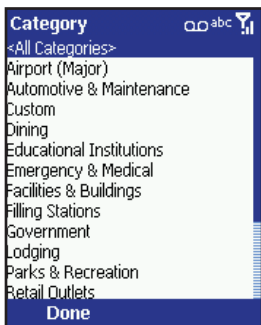 Category abc
<All Categories>
Airport (Major)
Automotive & Maintenance
Custom
Dining
Educational Institutions
Emergency & Medical
Facilities & Buildings
Filling Stations
Government
Lodging
Parks & Recreation
Retail Outlets
Done